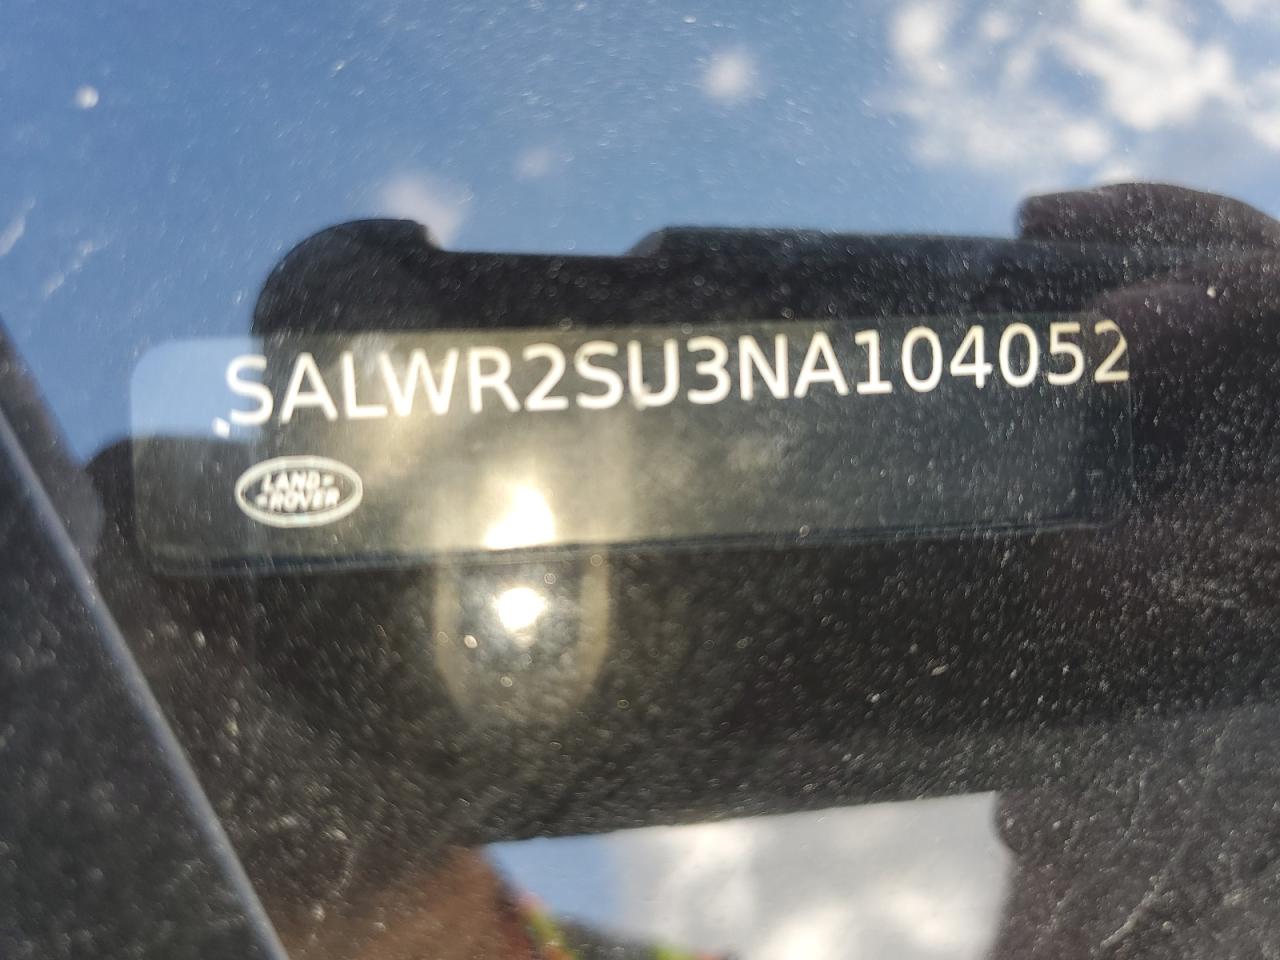 SALWR2SU3NA104052
LAND-
-ROVER